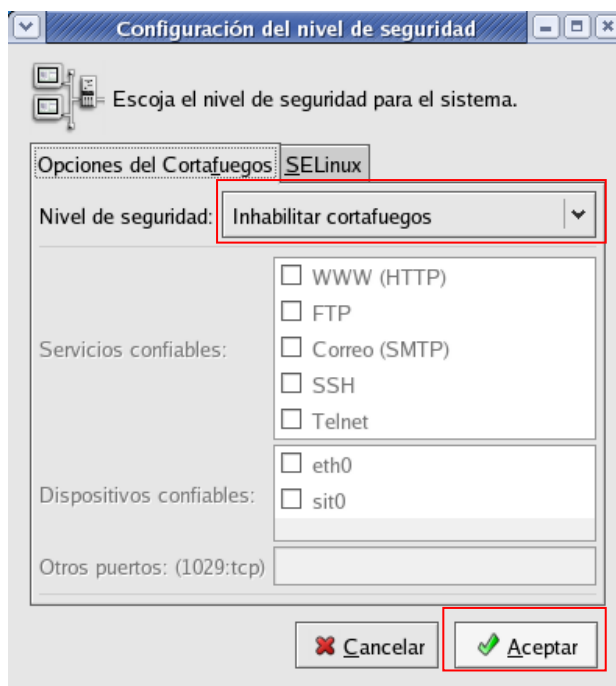 Configuración del nivel de seguridad
Escoja el nivel de seguridad para el sistema.
Opciones del Cortafuegos SELinux
Nivel de seguridad: Inhabilitar cortafuegos
WWW (HTTP)
FTP
Servicios confiables: Correo (SMTP)
SSH
Telnet
eth0
Dispositivos confiables: sit0
Otros puertos: (1029:tcp)
Cancelar Aceptar